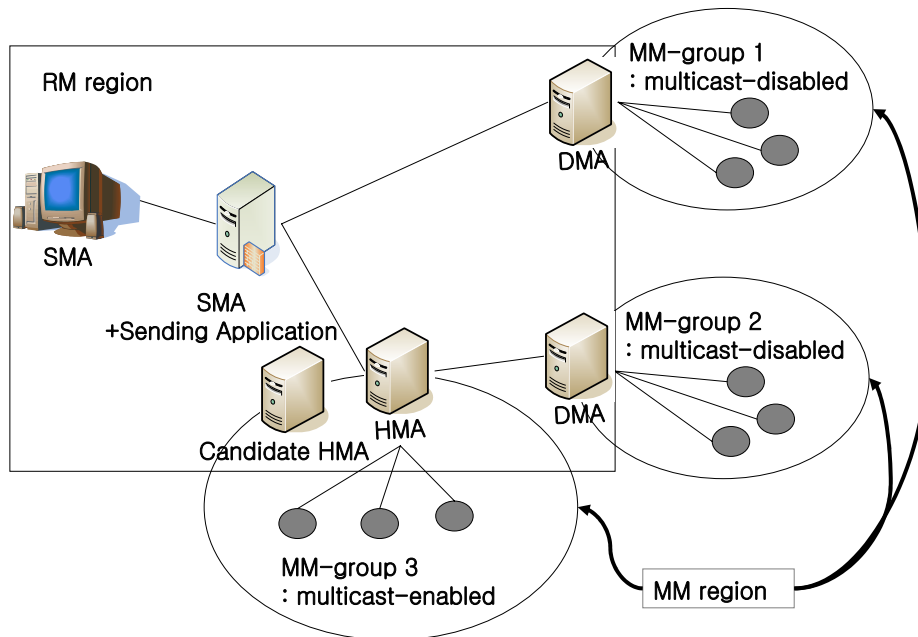 RM region
MM-group 1
: multicast-disabled
DMA
SMA
SMA
+Sending Application
MM-group 2
: multicast-disabled
DMA
HMA
Candidate HMA
MM-group 3
: multicast-enabled
MM region